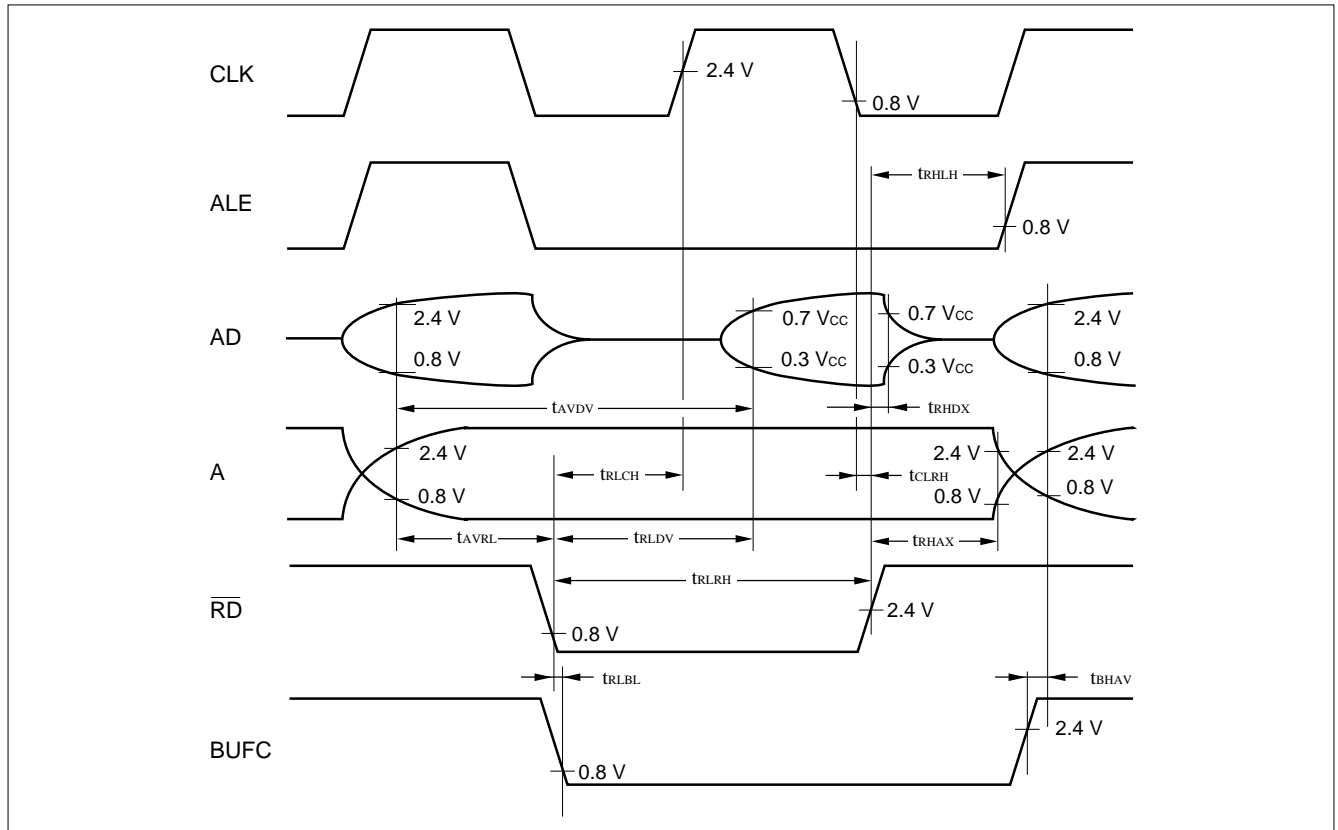 CLK
2.4 V
0.8 V
ALE
tRHLH
0.8 V
AD
2.4 V
0.8 V
0.7 VCC
0.3 VCC
0.7 VCC
0.3 VCC
2.4 V
0.8 V
tAVDV
tRHDX
A
2.4 V
0.8 V
tRLCH
tCLRH
2.4 V
0.8 V
2.4 V
0.8 V
tAVRL
tRLDV
tRHAX
RD
tRLRH
0.8 V
2.4 V
tRLBL
tBHAV
BUFC
0.8 V
2.4 V